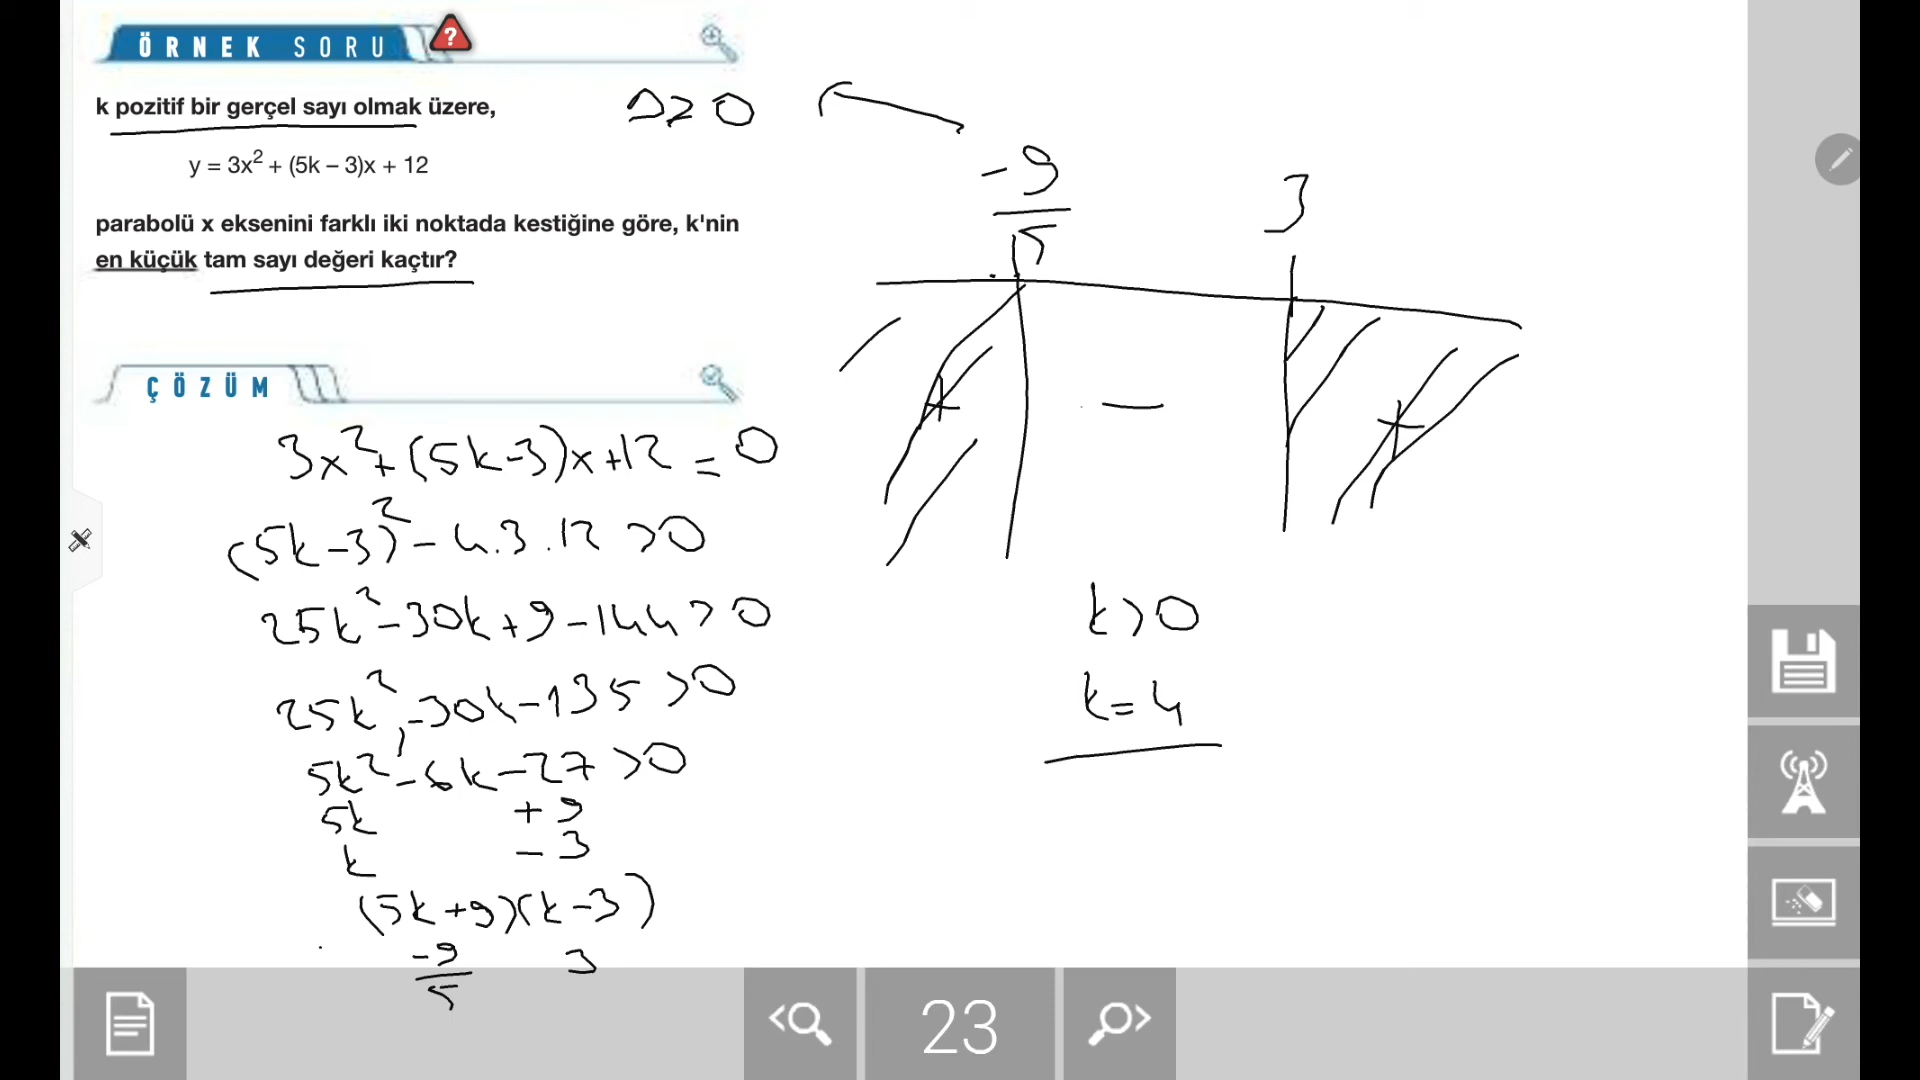 ÖRNEK SORU ?
k pozitif bir gerçel sayı olmak üzere,
y = 3x² + (5k – 3)x + 12
parabolü x eksenini farklı iki noktada kestiğine göre, k'nin
en küçük tam sayı değeri kaçtır?
ÇÖZÜM
3x² + (5k-3)x+12 = 0
(5k-3)² - 4.3.12 >0
25k² -30k+9-144>0
25k² -30k-135>0
5k² -6k-27>0
5k +9
k -3
(5k+9)(k-3)
-9/5 3
Δ> 0
-9/5 3
+ - +
k>0
k=4
23